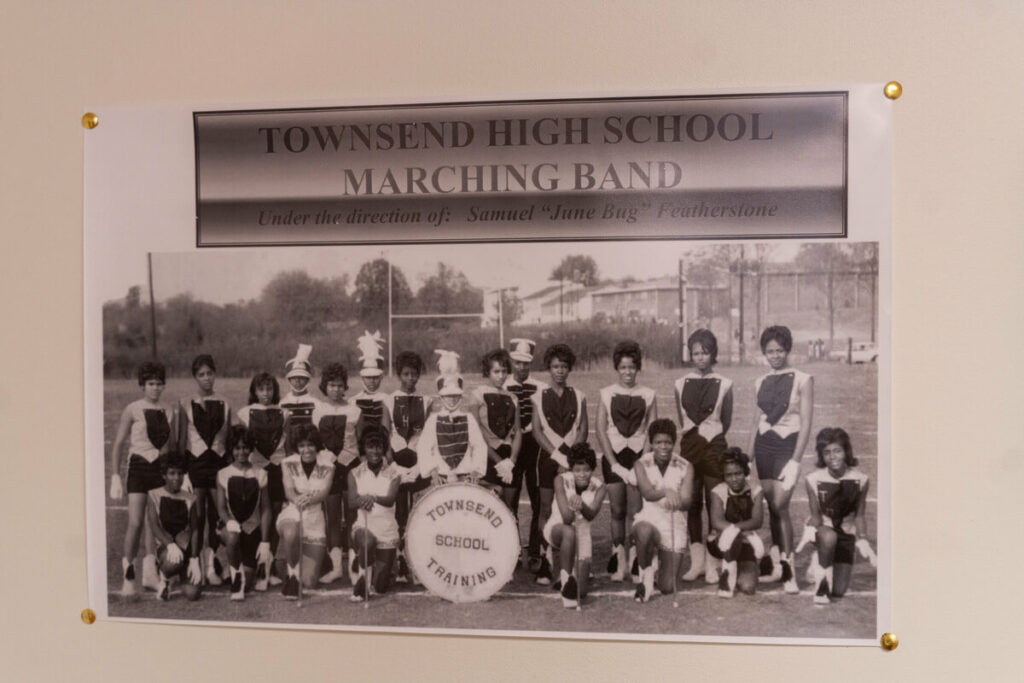 TOWNSEND HIGH SCHOOL
MARCHING BAND
Under the direction of: Samuel "June Bug" Featherstone
TOWNSEND
SCHOOL
TRAINING